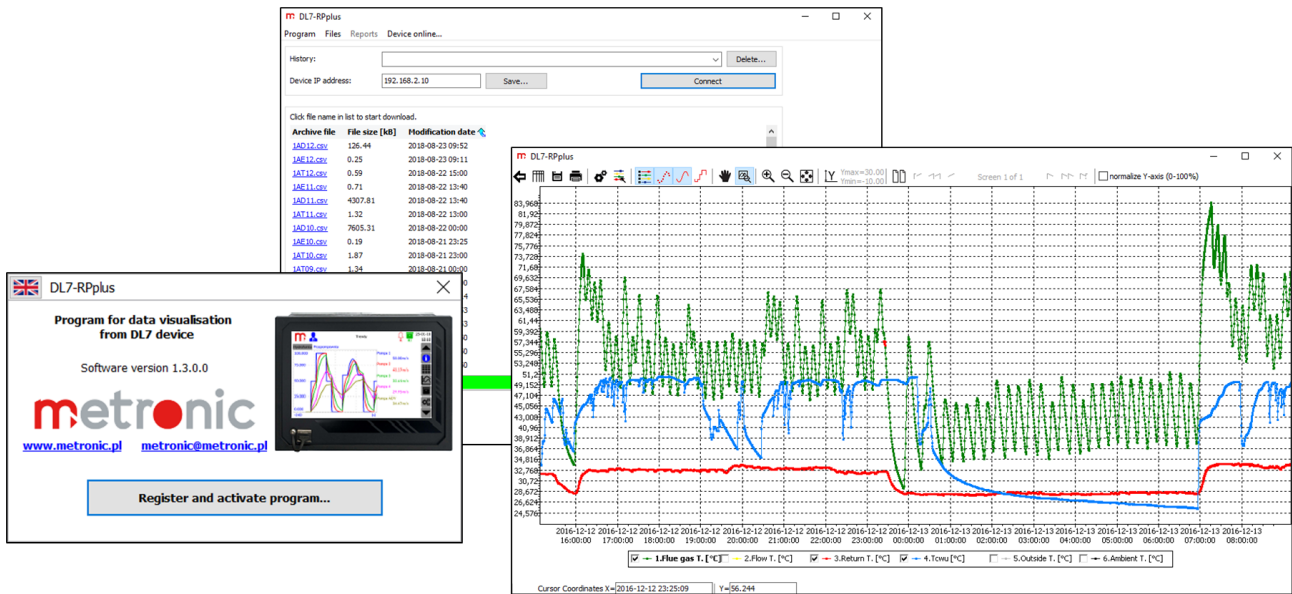 DL7-RPplus
Program Files Reports Device online...
History:
Delete...
Device IP address:
192.168.2.10
Save...
Connect
Click file name in list to start download.
Archive file File size [kB] Modification date
1AD12.csv 126.44 2018-08-23 09:52
1AE12.csv 0.25 2018-08-23 09:11
1AT12.csv 0.59 2018-08-22 15:00
1AE11.csv 0.71 2018-08-22 13:40
1AD11.csv 4307.81 2018-08-22 13:40
1AT11.csv 1.32 2018-08-22 13:00
1AD10.csv 7605.31 2018-08-22 00:00
1AE10.csv 0.19 2018-08-21 23:25
1AT10.csv 1.87 2018-08-21 23:00
1AT09.csv 1.34 2018-08-21 00:00
DL7-RPplus
Program for data visualisation
from DL7 device
Software version 1.3.0.0
metronic
www.metronic.pl metronic@metronic.pl
Register and activate program...
DL7-RPplus
Ymax=30.00
Ymin=-10.00
Screen 1 of 1
normalize Y-axis (0-100%)
83,968
81,92
79,872
77,824
75,776
73,728
71,68
69,632
67,584
65,536
63,488
61,44
59,392
57,344
55,296
53,248
51,2
49,152
47,104
45,056
43,008
40,96
38,912
36,864
34,816
32,768
30,72
28,672
26,624
24,576
2016-12-12 2016-12-12 2016-12-12 2016-12-12 2016-12-12 2016-12-12 2016-12-12 2016-12-12 2016-12-13 2016-12-13 2016-12-13 2016-12-13 2016-12-13 2016-12-13 2016-12-13 2016-12-13 2016-12-13
16:00:00 17:00:00 18:00:00 19:00:00 20:00:00 21:00:00 22:00:00 23:00:00 00:00:00 01:00:00 02:00:00 03:00:00 04:00:00 05:00:00 06:00:00 07:00:00 08:00:00
1.Flue gas T. [°C] 2.Flow T. [°C] 3.Return T. [°C] 4.Tcwu [°C] 5.Outside T. [°C] 6.Ambient T. [°C]
Cursor Coordinates X= 2016-12-12 23:25:09 Y= 56.244